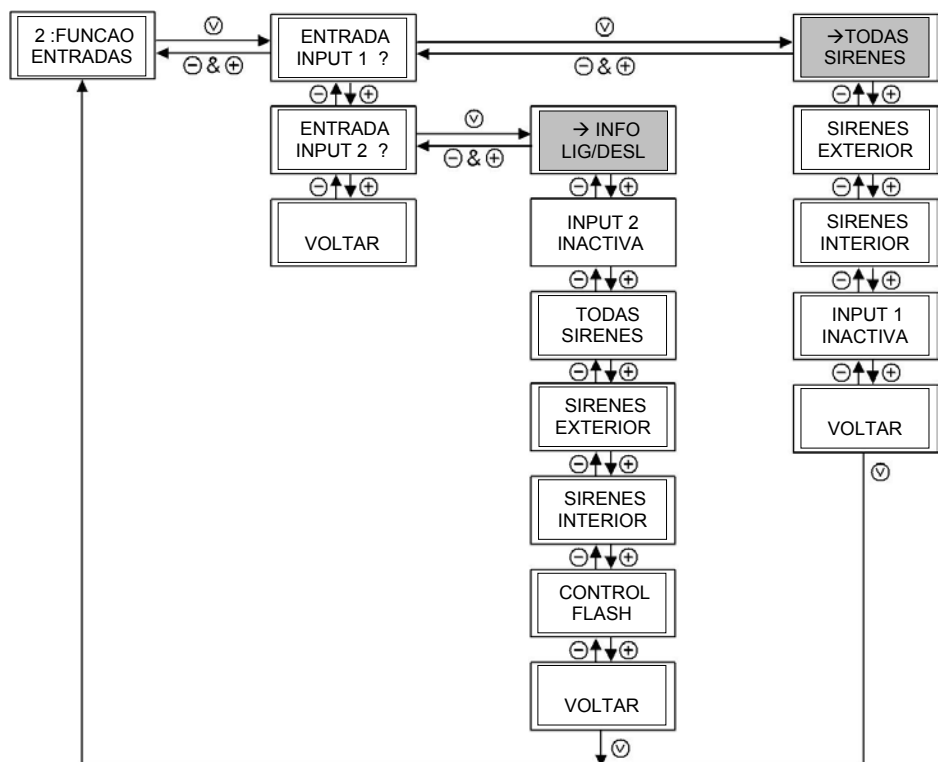 2 :FUNCAO
ENTRADAS
V
- & +
ENTRADA
INPUT 1 ?
V
- & +
→TODAS
SIRENES
- +
ENTRADA
INPUT 2 ?
V
- & +
→ INFO
LIG/DESL
- +
SIRENES
EXTERIOR
- +
VOLTAR
- +
INPUT 2
INACTIVA
- +
SIRENES
INTERIOR
- +
TODAS
SIRENES
- +
INPUT 1
INACTIVA
- +
SIRENES
EXTERIOR
- +
VOLTAR
V
- +
SIRENES
INTERIOR
- +
CONTROL
FLASH
- +
VOLTAR
V